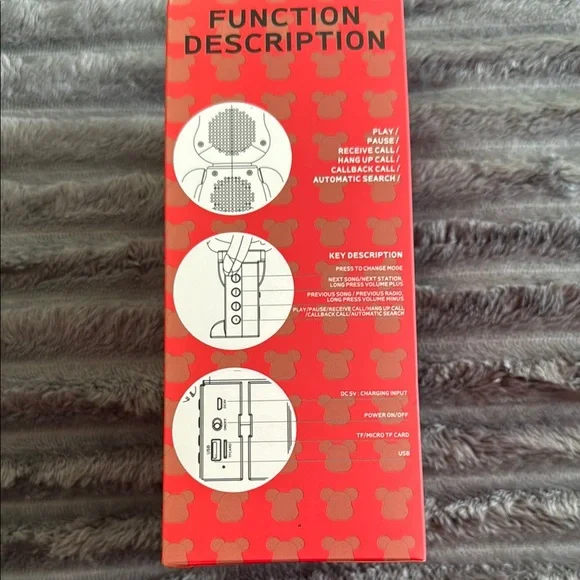 FUNCTION
DESCRIPTION
PLAY /
PAUSE /
RECEIVE CALL /
HANG UP CALL /
CALLBACK CALL /
AUTOMATIC SEARCH /
KEY DESCRIPTION
PRESS TO CHANGE MODE
NEXT SONG/NEXT STATION,
LONG PRESS VOLUME PLUS
PREVIOUS SONG / PREVIOUS RADIO,
LONG PRESS VOLUME MINUS
PLAY/PAUSE/RECEIVE CALL/HANG UP CALL
/CALLBACK CALL/AUTOMATIC SEARCH
DC 5V : CHARGING INPUT
POWER ON/OFF
TF/MICRO TF CARD
USB
USB